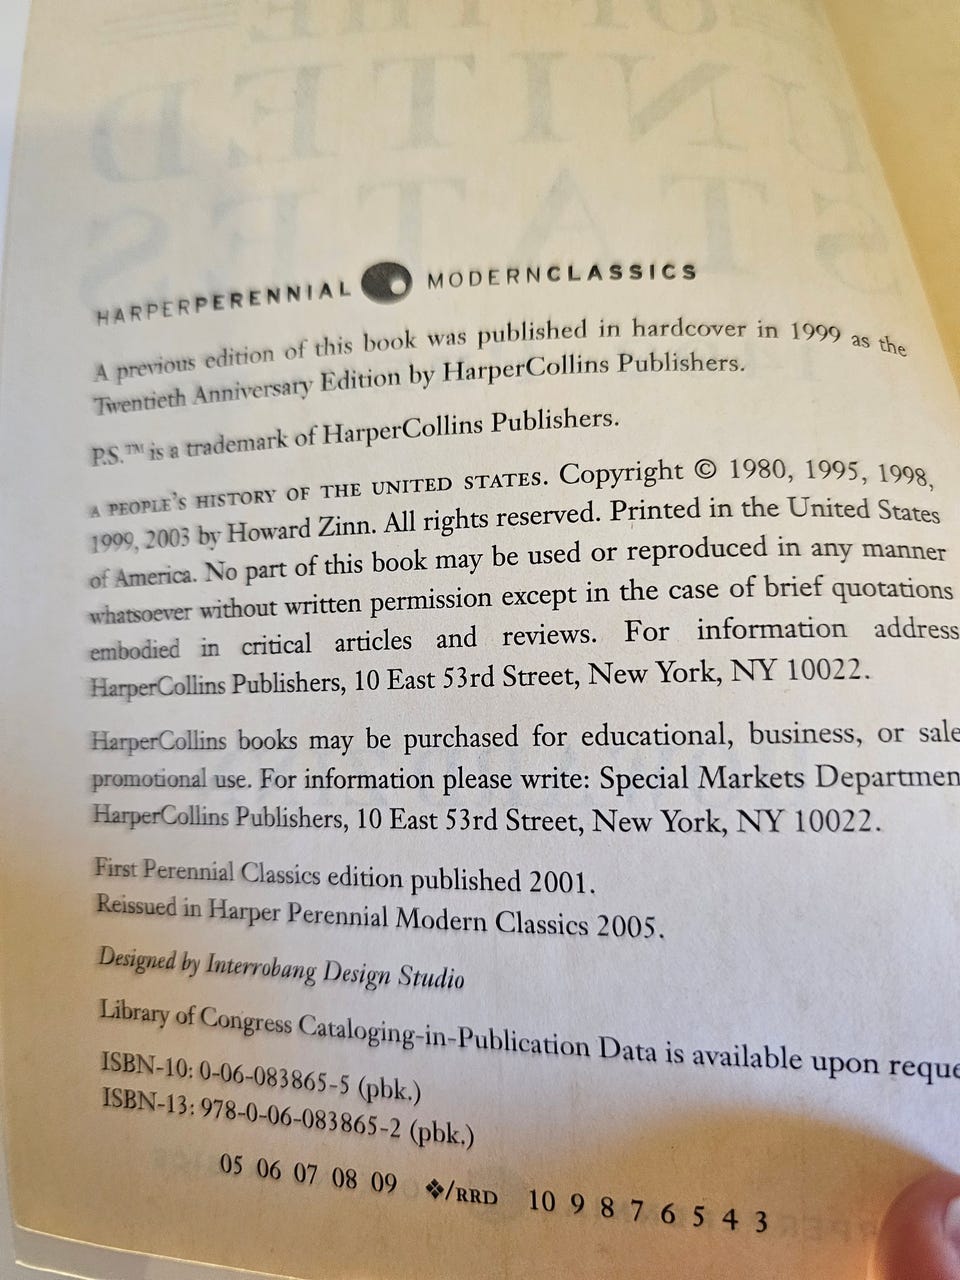 HARPERPERENNIAL MODERNCLASSICS
A previous edition of this book was published in hardcover in 1999 as the
Twentieth Anniversary Edition by HarperCollins Publishers.
P.S.™ is a trademark of HarperCollins Publishers.
A PEOPLE'S HISTORY OF THE UNITED STATES. Copyright © 1980, 1995, 1998,
1999, 2003 by Howard Zinn. All rights reserved. Printed in the United States
of America. No part of this book may be used or reproduced in any manner
whatsoever without written permission except in the case of brief quotations
embodied in critical articles and reviews. For information address
HarperCollins Publishers, 10 East 53rd Street, New York, NY 10022.
HarperCollins books may be purchased for educational, business, or sale
promotional use. For information please write: Special Markets Departmen
HarperCollins Publishers, 10 East 53rd Street, New York, NY 10022.
First Perennial Classics edition published 2001.
Reissued in Harper Perennial Modern Classics 2005.
Designed by Interrobang Design Studio
Library of Congress Cataloging-in-Publication Data is available upon reque
ISBN-10: 0-06-083865-5 (pbk.)
ISBN-13: 978-0-06-083865-2 (pbk.)
05 06 07 08 09 ❖/RRD 10 9 8 7 6 5 4 3